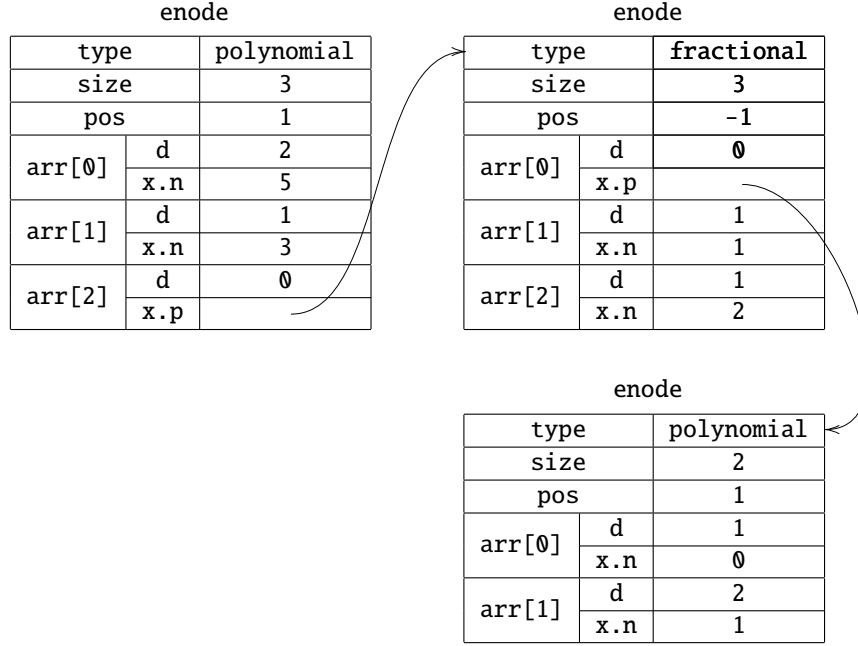 enode
type polynomial
size 3
pos 1
arr[0] d 2
x.n 5
arr[1] d 1
x.n 3
arr[2] d 0
x.p
enode
type fractional
size 3
pos -1
arr[0] d 0
x.p
arr[1] d 1
x.n 1
arr[2] d 1
x.n 2
enode
type polynomial
size 2
pos 1
arr[0] d 1
x.n 0
arr[1] d 2
x.n 1